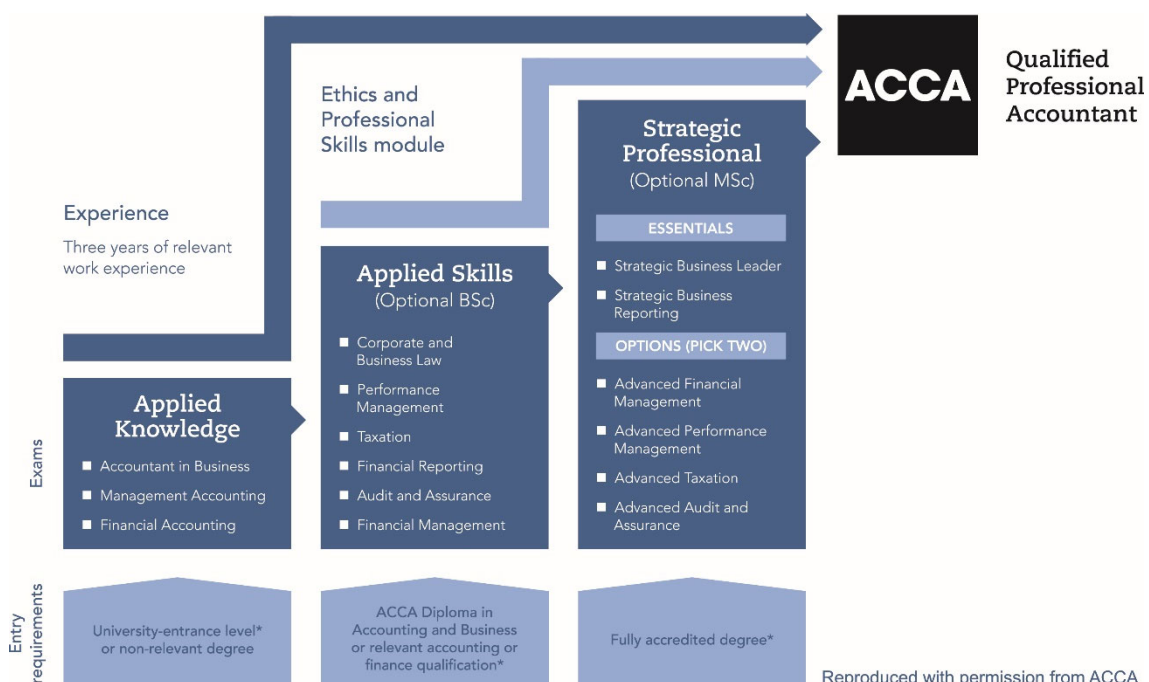 ACCA
Qualified
Professional
Accountant
Ethics and
Professional
Skills module
Experience
Three years of relevant
work experience
Exams
Applied
Knowledge
Accountant in Business
Management Accounting
Financial Accounting
Applied Skills
(Optional BSc)
Corporate and
Business Law
Performance
Management
Taxation
Financial Reporting
Audit and Assurance
Financial Management
Strategic
Professional
(Optional MSc)
ESSENTIALS
Strategic Business Leader
Strategic Business
Reporting
OPTIONS (PICK TWO)
Advanced Financial
Management
Advanced Performance
Management
Advanced Taxation
Advanced Audit and
Assurance
Entry
requirements
University-entrance level*
or non-relevant degree
ACCA Diploma in
Accounting and Business
or relevant accounting or
finance qualification*
Fully accredited degree*
Reproduced with permission from ACCA